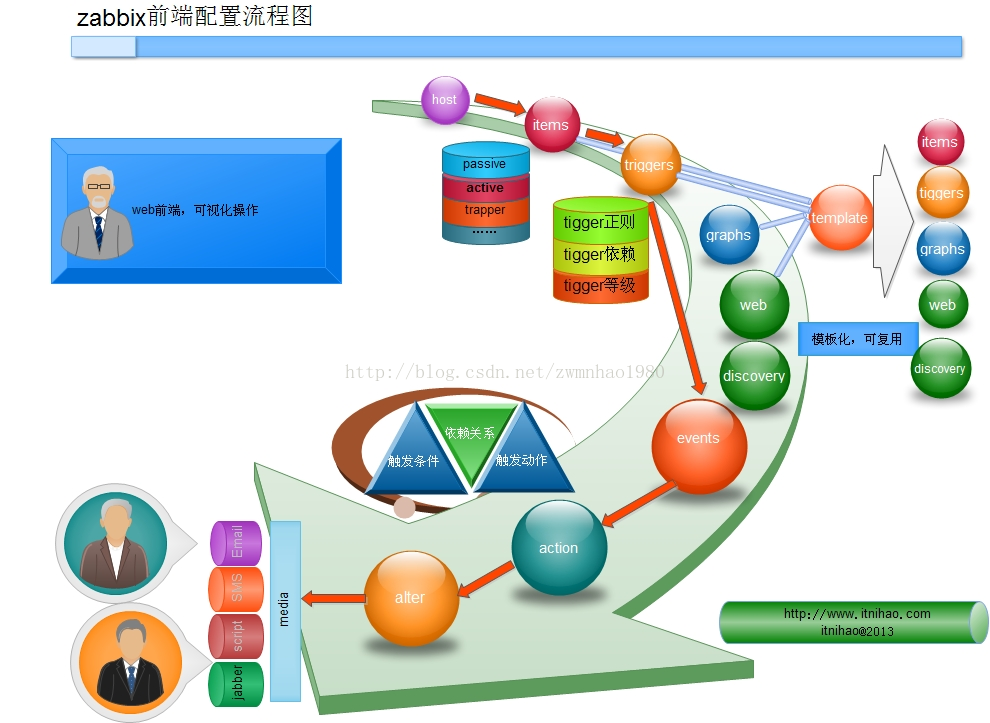 zabbix前端配置流程图
host
items
triggers
passive
active
trapper
......
tigger正则
tigger依赖
tigger等级
web前端，可视化操作
graphs
web
discovery
template
items
tiggers
graphs
web
discovery
模板化，可复用
http://blog.csdn.net/zwmnhao1980
events
依赖关系
触发条件
触发动作
action
alter
media
Email
SMS
script
jabber
http://www.itnihao.com
itnihao@2013